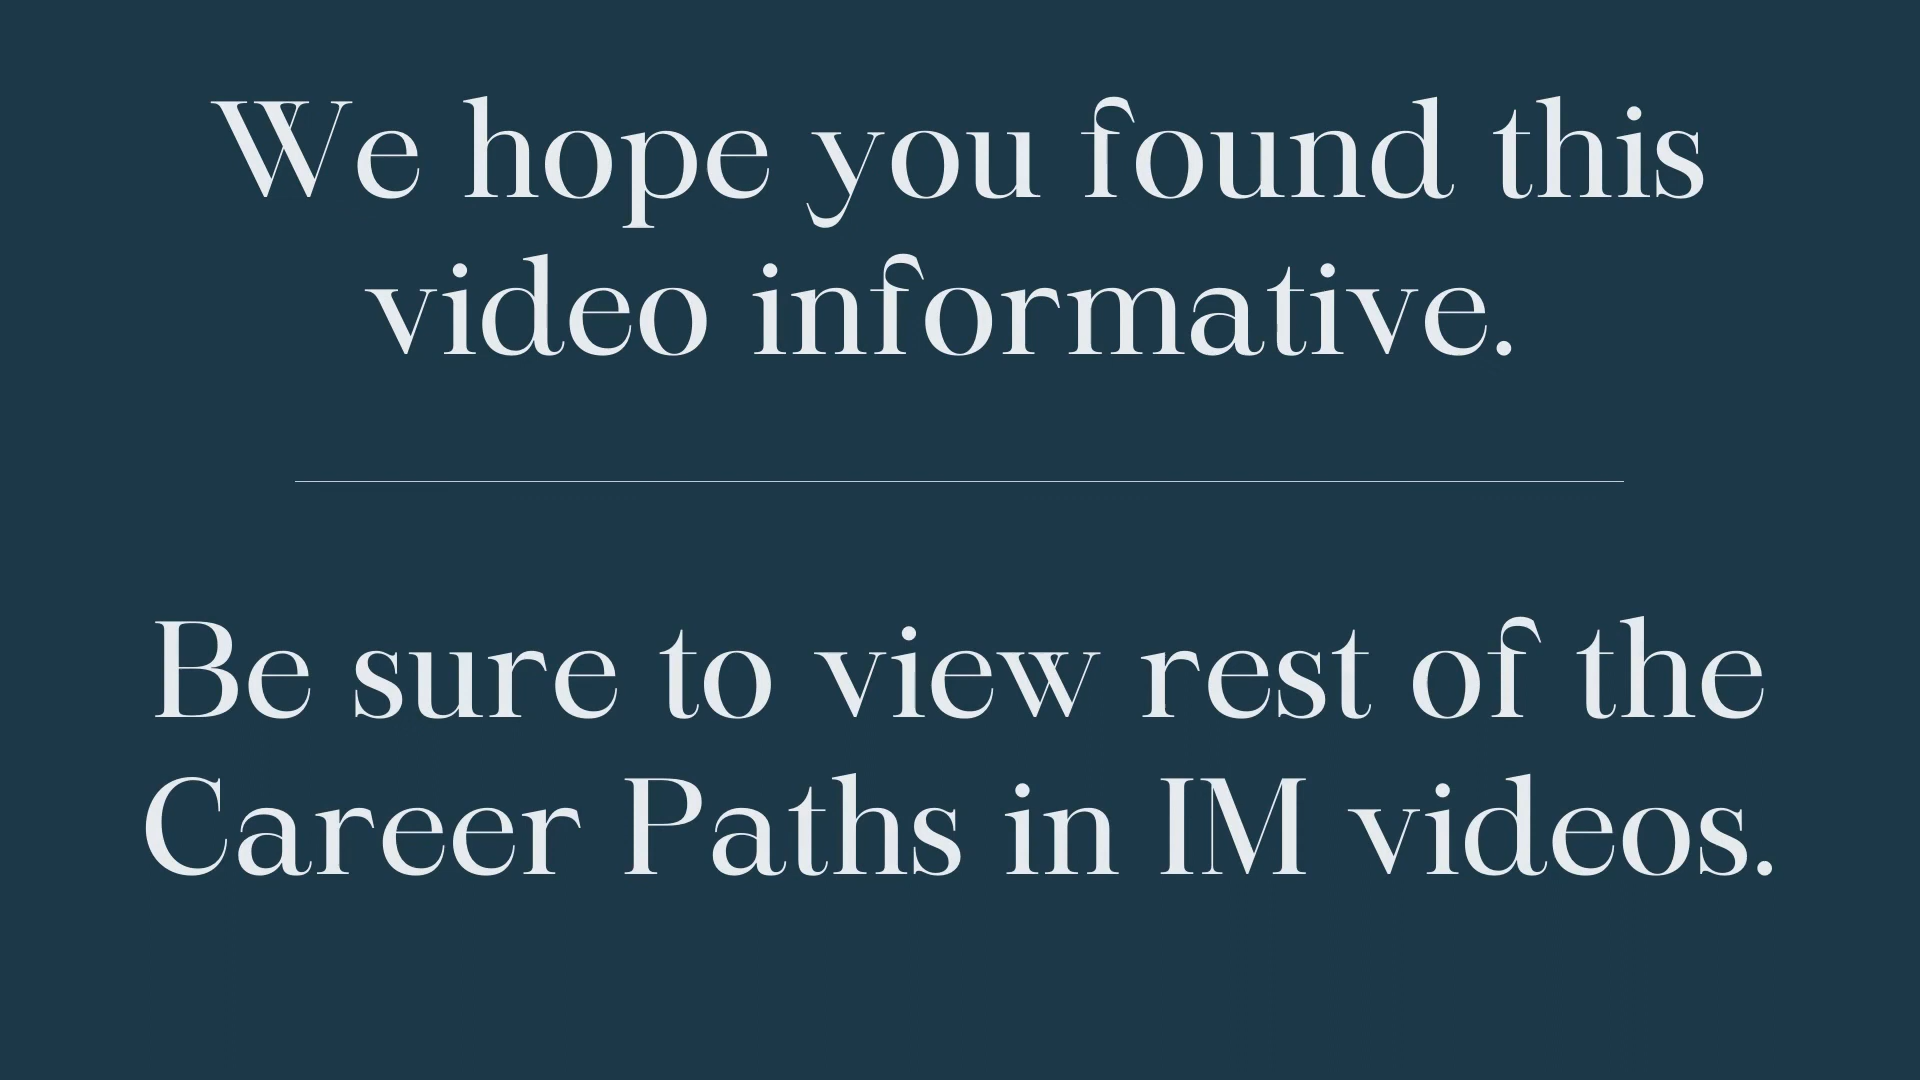 We hope you found this
video informative.
Be sure to view rest of the
Career Paths in IM videos.